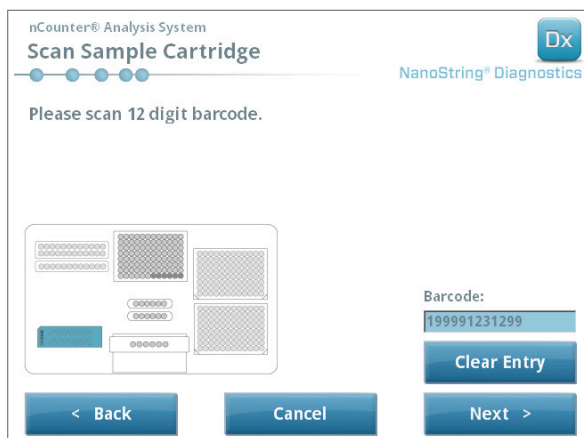 nCounter® Analysis System
Scan Sample Cartridge
Dx
NanoString® Diagnostics
Please scan 12 digit barcode.
Barcode:
199991231299
Clear Entry
< Back
Cancel
Next >